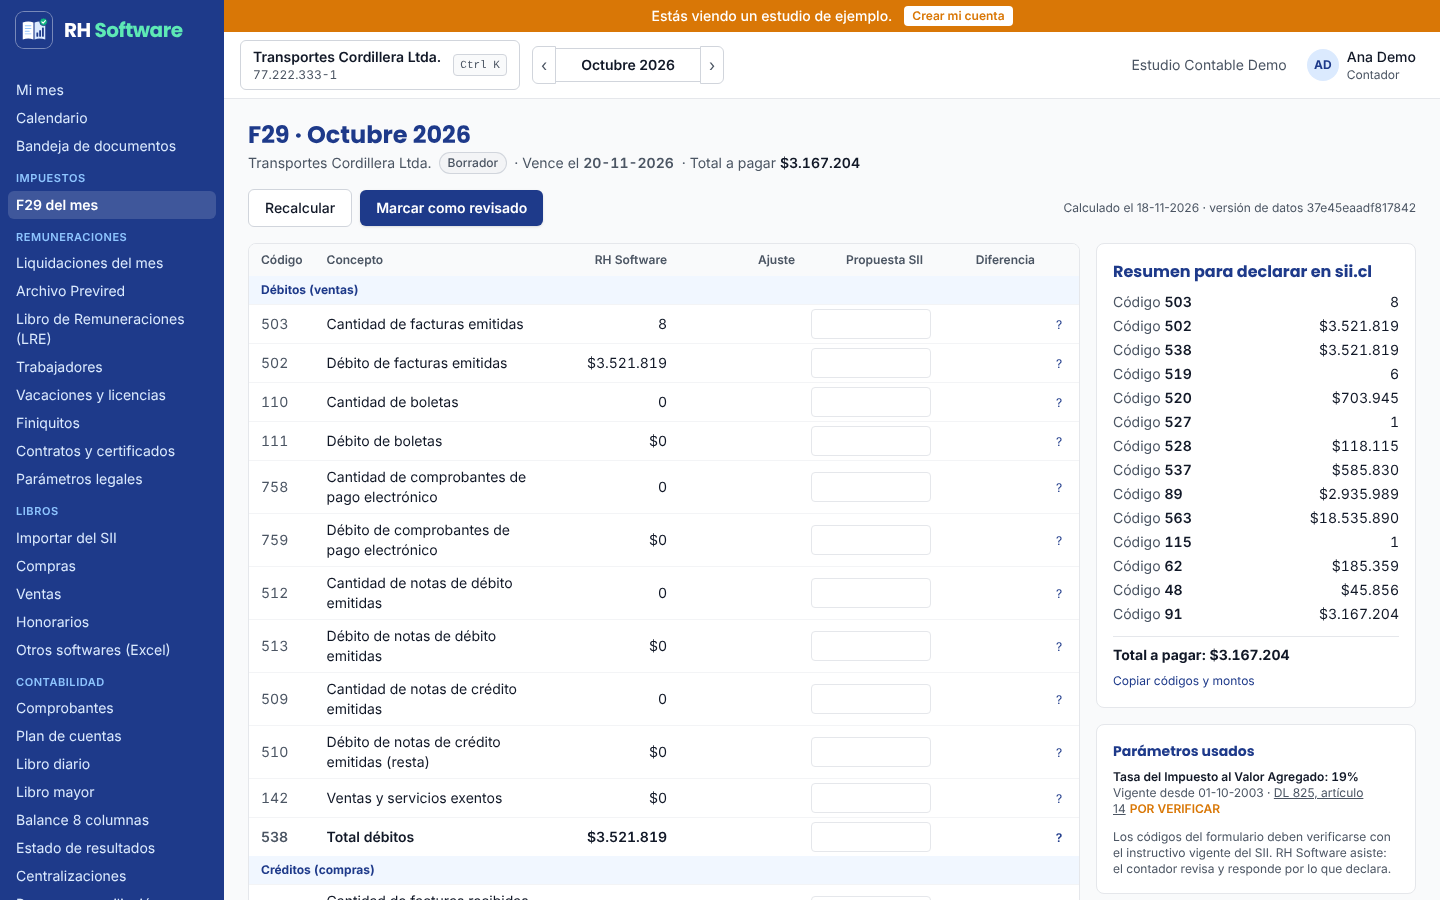 Estás viendo un estudio de ejemplo. Crear mi cuenta
RH Software
Mi mes
Calendario
Bandeja de documentos
IMPUESTOS
F29 del mes
REMUNERACIONES
Liquidaciones del mes
Archivo Previred
Libro de Remuneraciones
(LRE)
Trabajadores
Vacaciones y licencias
Finiquitos
Contratos y certificados
Parámetros legales
LIBROS
Importar del SII
Compras
Ventas
Honorarios
Otros softwares (Excel)
CONTABILIDAD
Comprobantes
Plan de cuentas
Libro diario
Libro mayor
Balance 8 columnas
Estado de resultados
Centralizaciones
Transportes Cordillera Ltda.
77.222.333-1
Ctrl K
‹ Octubre 2026 ›
Estudio Contable Demo
AD
Ana Demo
Contador
F29 · Octubre 2026
Transportes Cordillera Ltda. Borrador · Vence el 20-11-2026 · Total a pagar $3.167.204
Recalcular Marcar como revisado
Calculado el 18-11-2026 · versión de datos 37e45eaadf817842
Código Concepto RH Software Ajuste Propuesta SII Diferencia
Débitos (ventas)
503 Cantidad de facturas emitidas 8 ?
502 Débito de facturas emitidas $3.521.819 ?
110 Cantidad de boletas 0 ?
111 Débito de boletas $0 ?
758 Cantidad de comprobantes de
pago electrónico 0 ?
759 Débito de comprobantes de
pago electrónico $0 ?
512 Cantidad de notas de débito
emitidas 0 ?
513 Débito de notas de débito
emitidas $0 ?
509 Cantidad de notas de crédito
emitidas 0 ?
510 Débito de notas de crédito
emitidas (resta) $0 ?
142 Ventas y servicios exentos $0 ?
538 Total débitos $3.521.819 ?
Créditos (compras)
Cantidad de facturas recibidas
Resumen para declarar en sii.cl
Código 503 8
Código 502 $3.521.819
Código 538 $3.521.819
Código 519 6
Código 520 $703.945
Código 527 1
Código 528 $118.115
Código 537 $585.830
Código 89 $2.935.989
Código 563 $18.535.890
Código 115 1
Código 62 $185.359
Código 48 $45.856
Código 91 $3.167.204
Total a pagar: $3.167.204
Copiar códigos y montos
Parámetros usados
Tasa del Impuesto al Valor Agregado: 19%
Vigente desde 01-10-2003 · DL 825, artículo
14 POR VERIFICAR
Los códigos del formulario deben verificarse con
el instructivo vigente del SII. RH Software asiste:
el contador revisa y responde por lo que declara.